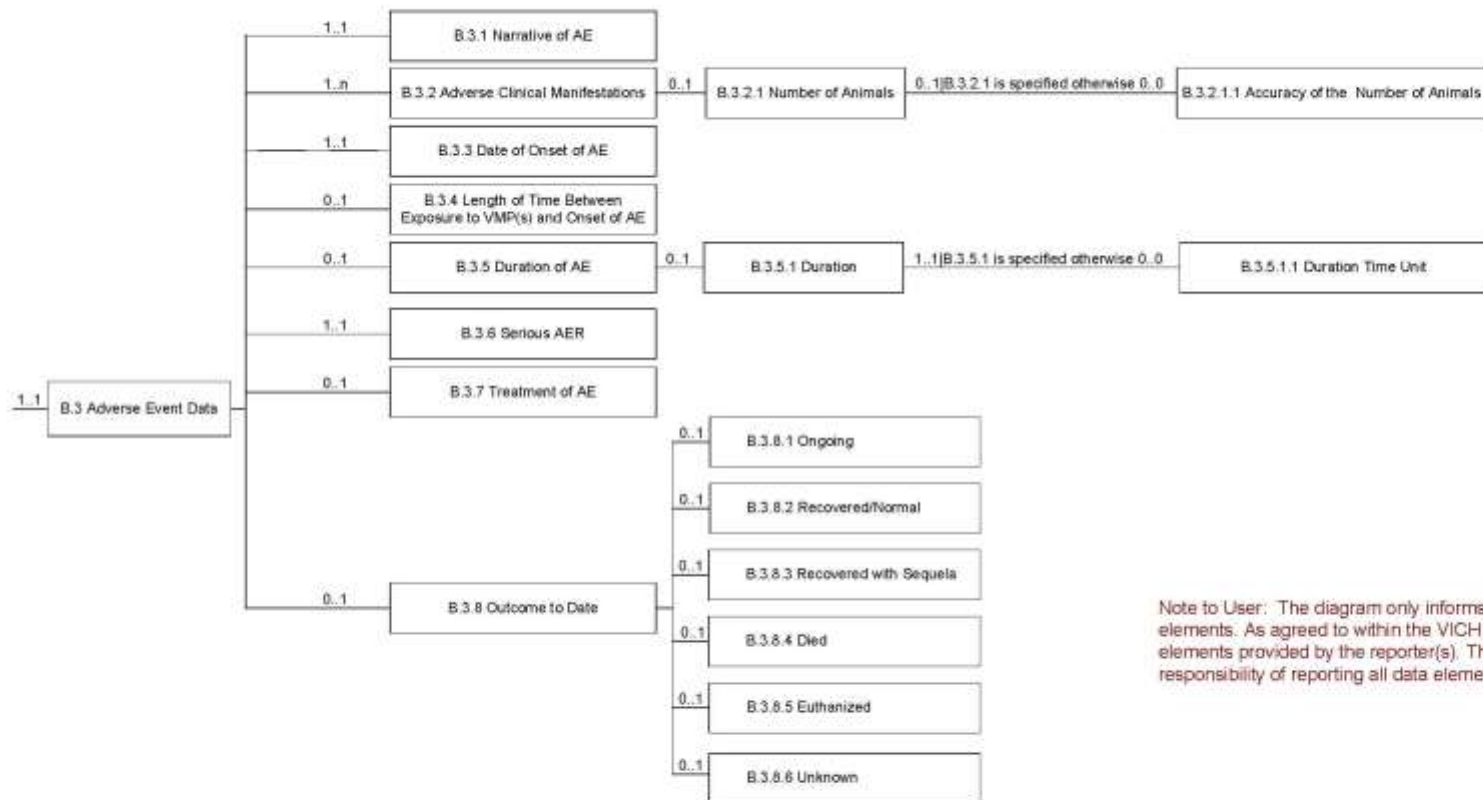 1..1
B.3.1 Narrative of AE
1..n
B.3.2 Adverse Clinical Manifestations
0..1
B.3.2.1 Number of Animals
0..1|B.3.2.1 is specified otherwise 0..0
B.3.2.1.1 Accuracy of the Number of Animals
1..1
B.3.3 Date of Onset of AE
0..1
B.3.4 Length of Time Between
Exposure to VMP(s) and Onset of AE
0..1
B.3.5 Duration of AE
0..1
B.3.5.1 Duration
1..1|B.3.5.1 is specified otherwise 0..0
B.3.5.1.1 Duration Time Unit
1..1
B.3.6 Serious AER
0..1
B.3.7 Treatment of AE
1..1
B.3 Adverse Event Data
0..1
B.3.8 Outcome to Date
0..1
B.3.8.1 Ongoing
0..1
B.3.8.2 Recovered/Normal
0..1
B.3.8.3 Recovered with Sequela
0..1
B.3.8.4 Died
0..1
B.3.8.5 Euthanized
0..1
B.3.8.6 Unknown
Note to User: The diagram only informs
elements. As agreed to within the VICH
elements provided by the reporter(s). Th
responsibility of reporting all data eleme